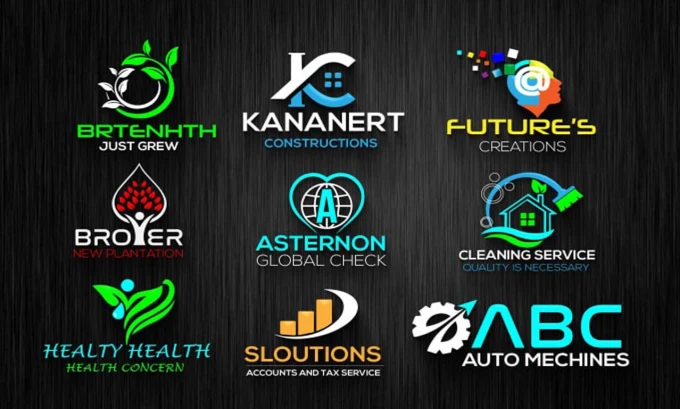 BRTENHTH
JUST GREW
KANANERT
CONSTRUCTIONS
@
FUTURE'S
CREATIONS
BROYER
NEW PLANTATION
A
ASTERNON
GLOBAL CHECK
CLEANING SERVICE
QUALITY IS NECESSARY
HEALTY HEALTH
HEALTH CONCERN
SLOUTIONS
ACCOUNTS AND TAX SERVICE
ABC
AUTO MECHINES